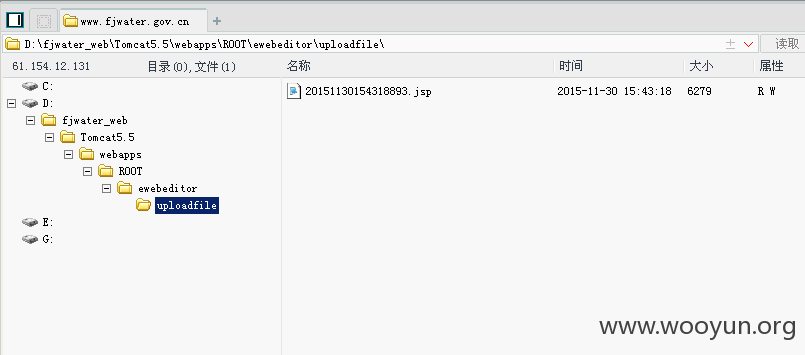 www.fjwater.gov.cn
D:\fjwater_web\Tomcat5.5\webapps\ROOT\ewebeditor\uploadfile\
读取
61.154.12.131 目录(0),文件(1) 名称 时间 大小 属性
C:
D:
fjwater_web
Tomcat5.5
webapps
ROOT
ewebeditor
uploadfile
E:
G:
20151130154318893.jsp 2015-11-30 15:43:18 6279 R W
www.wooyun.org